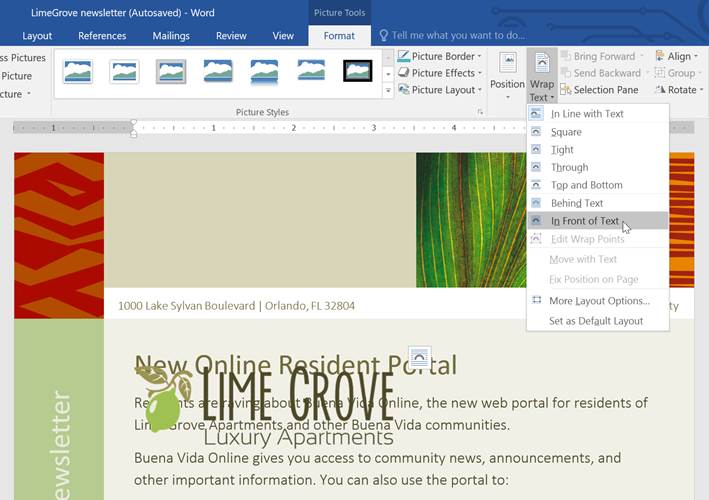 LimeGrove newsletter (Autosaved) - Word
Picture Tools
Layout References Mailings Review View Format Tell me what you want to do...
ss Pictures
Picture
cture
Picture Border
Picture Effects
Picture Layout
Picture Styles
Position
Wrap
Text
Bring Forward
Send Backward
Selection Pane
Align
Group
Rotate
1 1 2 3 4
In Line with Text
Square
Tight
Through
Top and Bottom
Behind Text
In Front of Text
Edit Wrap Points
Move with Text
Fix Position on Page
More Layout Options...
Set as Default Layout
1000 Lake Sylvan Boulevard | Orlando, FL 32804
ty
ewsletter
New Online Resident Portal
LIME GROVE
Luxury Apartments
Residents are raving about Buena Vida Online, the new web portal for residents of
Lime Grove Apartments and other Buena Vida communities.
Buena Vida Online gives you access to community news, announcements, and
other important information. You can also use the portal to: